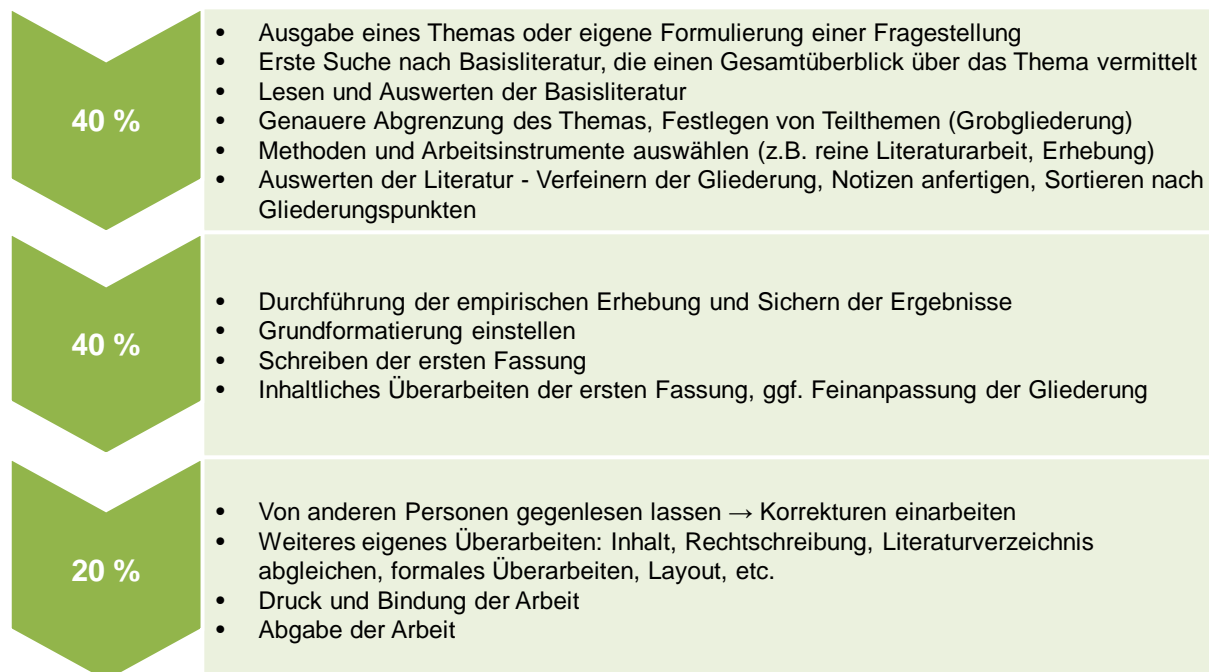 40 %
• Ausgabe eines Themas oder eigene Formulierung einer Fragestellung
• Erste Suche nach Basisliteratur, die einen Gesamtüberblick über das Thema vermittelt
• Lesen und Auswerten der Basisliteratur
• Genauere Abgrenzung des Themas, Festlegen von Teilthemen (Grobgliederung)
• Methoden und Arbeitsinstrumente auswählen (z.B. reine Literaturarbeit, Erhebung)
• Auswerten der Literatur - Verfeinern der Gliederung, Notizen anfertigen, Sortieren nach
Gliederungspunkten
40 %
• Durchführung der empirischen Erhebung und Sichern der Ergebnisse
• Grundformatierung einstellen
• Schreiben der ersten Fassung
• Inhaltliches Überarbeiten der ersten Fassung, ggf. Feinanpassung der Gliederung
20 %
• Von anderen Personen gegenlesen lassen → Korrekturen einarbeiten
• Weiteres eigenes Überarbeiten: Inhalt, Rechtschreibung, Literaturverzeichnis
abgleichen, formales Überarbeiten, Layout, etc.
• Druck und Bindung der Arbeit
• Abgabe der Arbeit